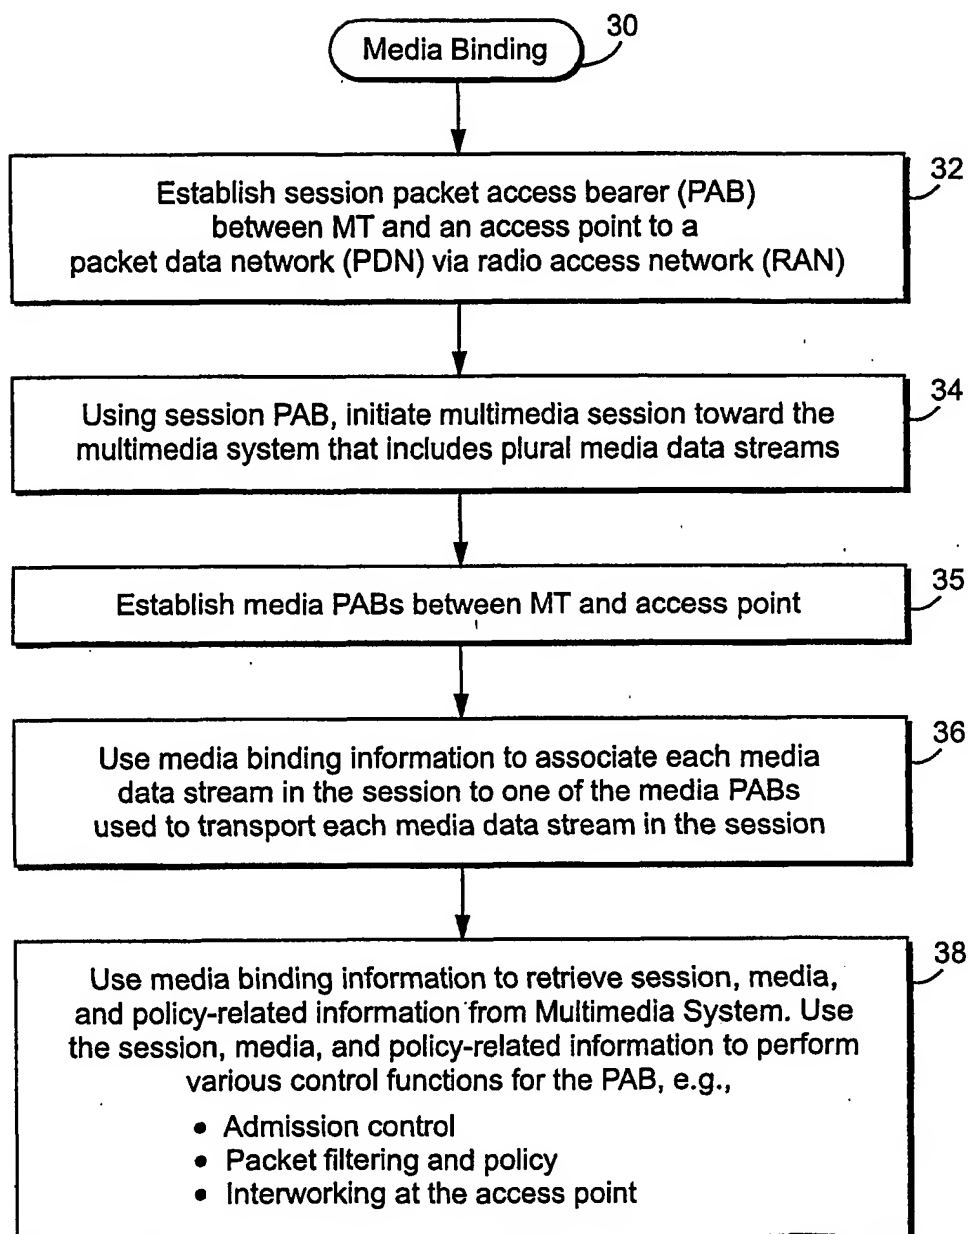 Media Binding
30
32
Establish session packet access bearer (PAB)
between MT and an access point to a
packet data network (PDN) via radio access network (RAN)
34
Using session PAB, initiate multimedia session toward the
multimedia system that includes plural media data streams
35
Establish media PABs between MT and access point
36
Use media binding information to associate each media
data stream in the session to one of the media PABs
used to transport each media data stream in the session
38
Use media binding information to retrieve session, media,
and policy-related information from Multimedia System. Use
the session, media, and policy-related information to perform
various control functions for the PAB, e.g.,
• Admission control
• Packet filtering and policy
• Interworking at the access point